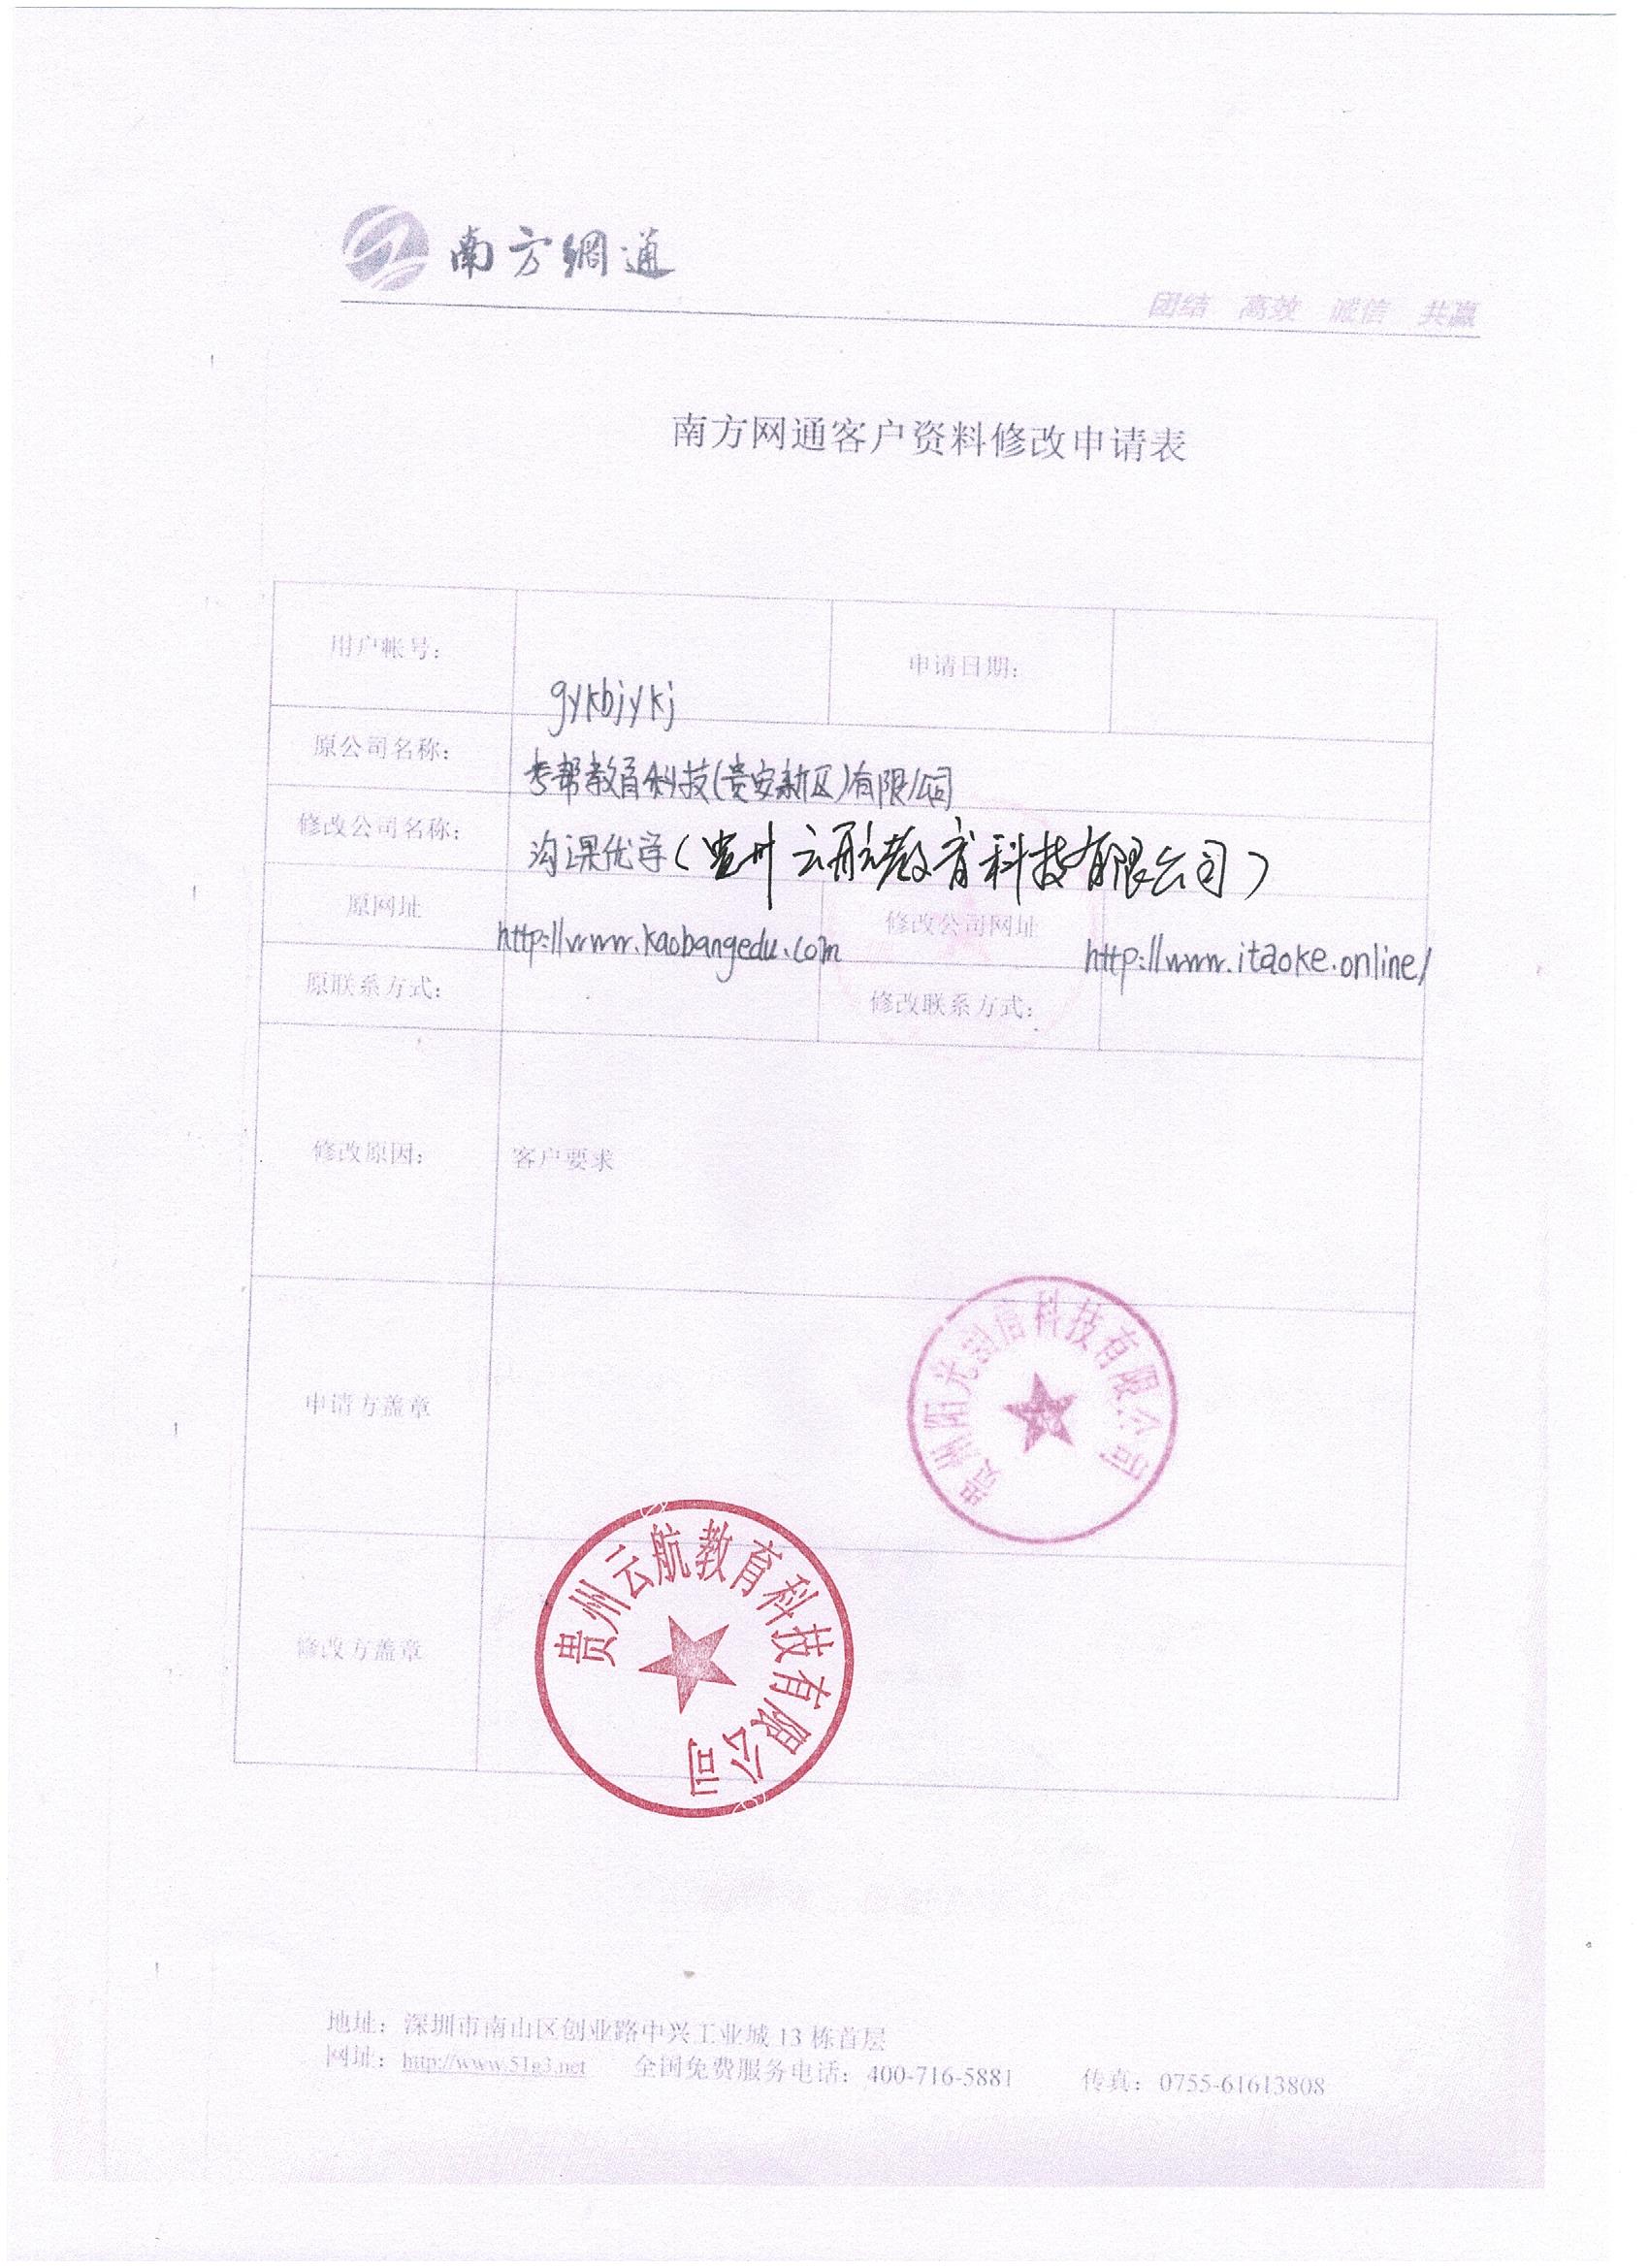 南方網通
团结 高效 诚信 共赢
南方网通客户资料修改申请表
用户帐号： gykbjykj 申请日期：
原公司名称： 考帮教育科技(贵安新区)有限公司
修改公司名称： 淘课优学（贵州云航教育科技有限公司）
原网址 http://www.kaobangedu.com 修改公司网址 http://www.itaoke.online/
原联系方式： 修改联系方式：
修改原因： 客户要求
申请方盖章
贵州阳光创信科技有限公司
修改方盖章
贵州云航教育科技有限公司
地址：深圳市南山区创业路中兴工业城 13 栋首层
网址：http://www.51g3.net 全国免费服务电话：400-716-5881 传真：0755-61613808